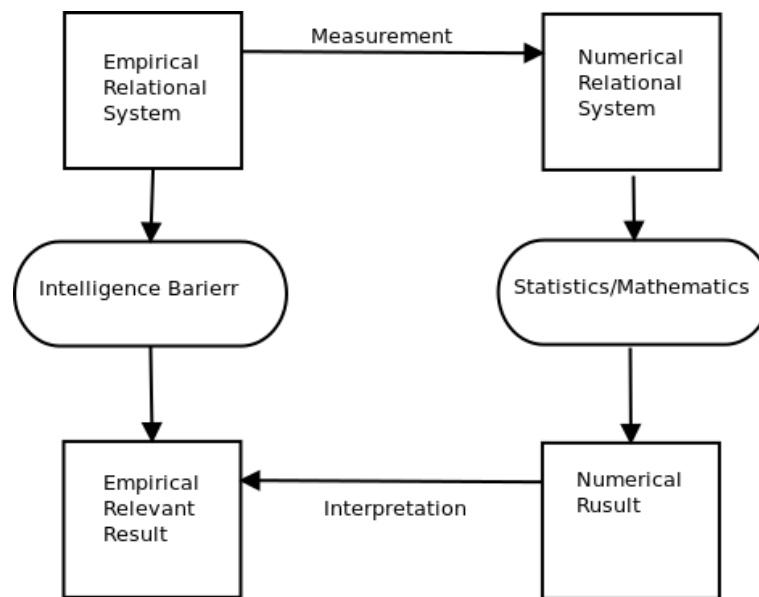 Empirical
Relational
System
Measurement
Numerical
Relational
System
Intelligence Barierr
Statistics/Mathematics
Empirical
Relevant
Result
Interpretation
Numerical
Rusult